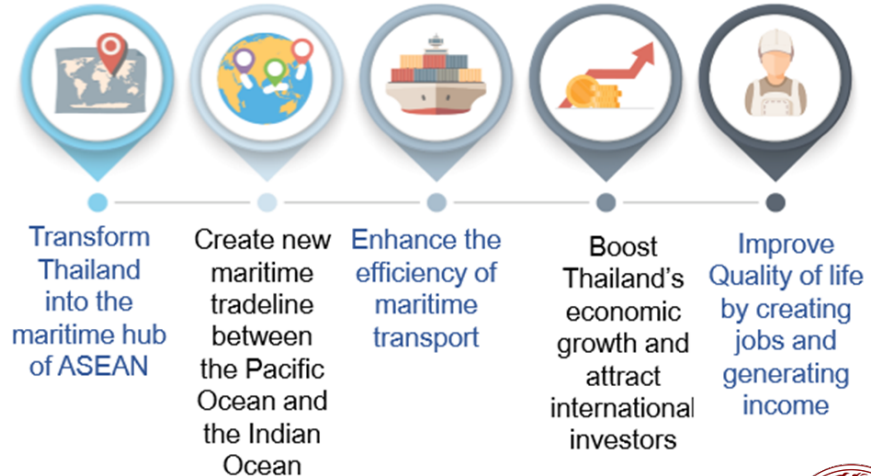 Transform
Thailand
into the
maritime hub
of ASEAN
Create new
maritime
tradeline
between
the Pacific
Ocean and
the Indian
Ocean
Enhance the
efficiency of
maritime
transport
Boost
Thailand's
economic
growth and
attract
international
investors
Improve
Quality of life
by creating
jobs and
generating
income